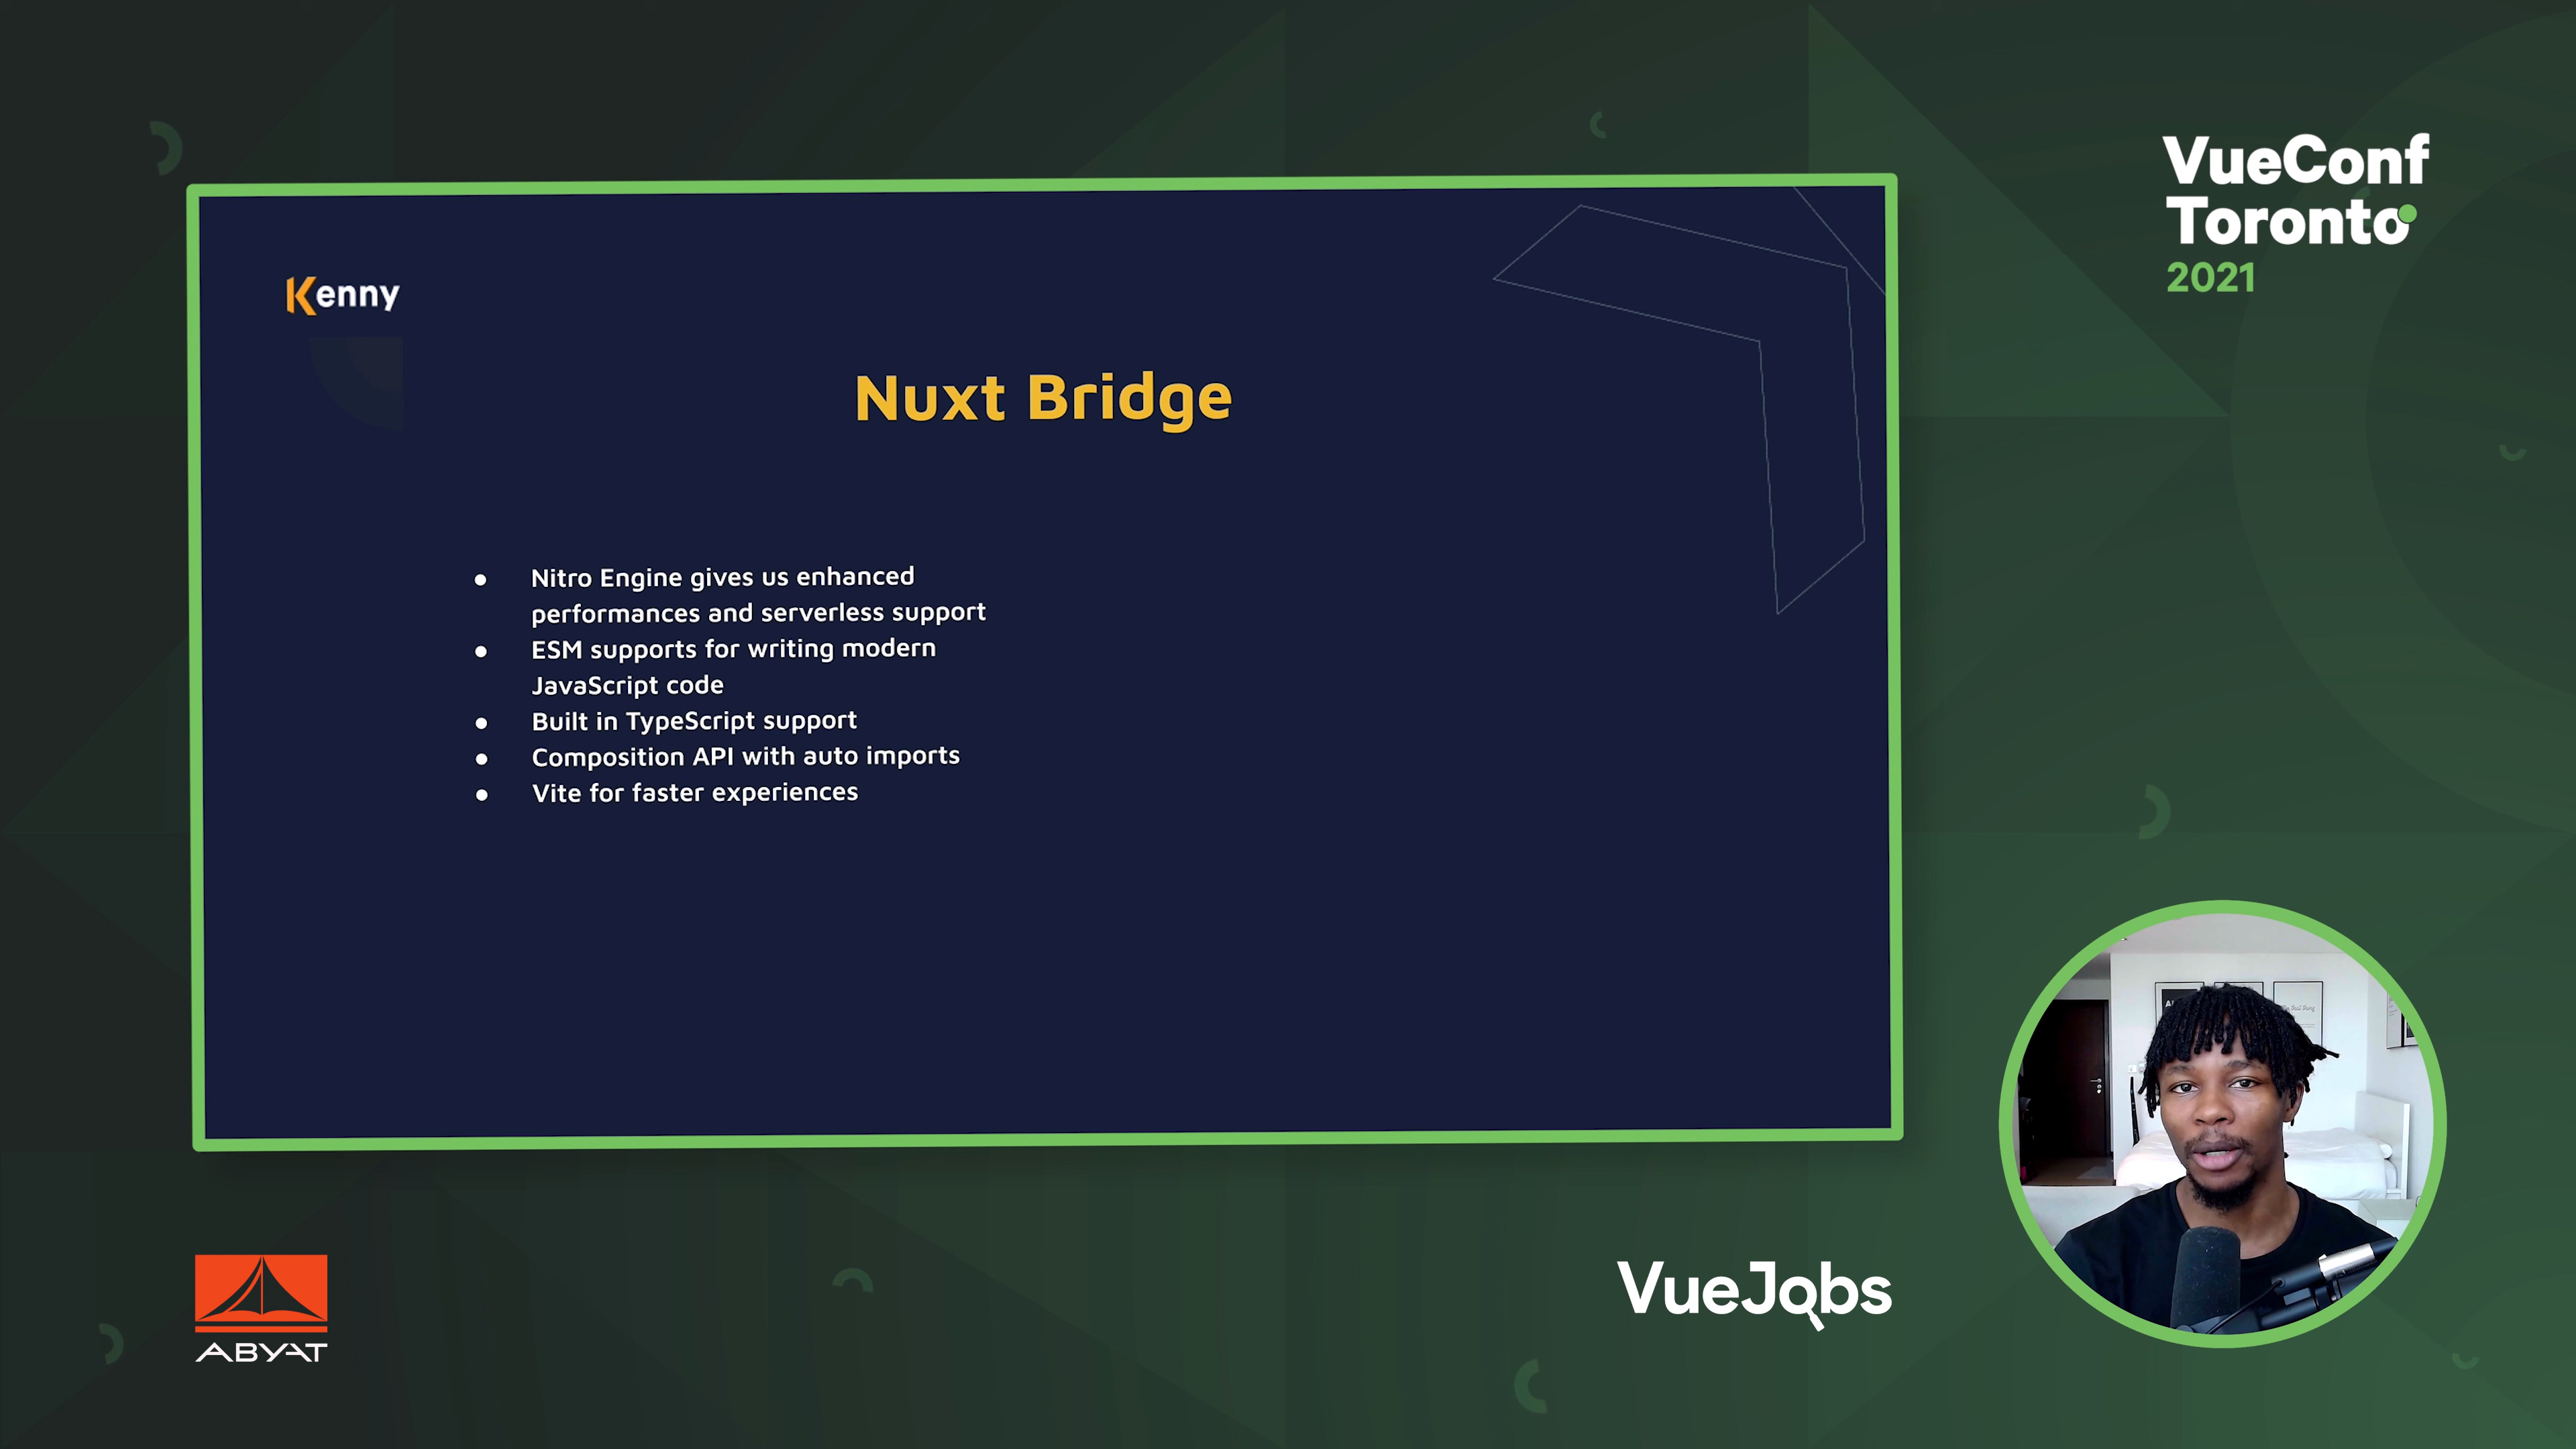 VueConf
Toronto
2021
Kenny
Nuxt Bridge
● Nitro Engine gives us enhanced
performances and serverless support
● ESM supports for writing modern
JavaScript code
● Built in TypeScript support
● Composition API with auto imports
● Vite for faster experiences
ABYAT
VueJobs